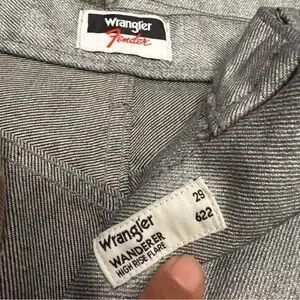 Wrangler
Fender
Wrangler
WANDERER
HIGH RISE FLARE
29
622